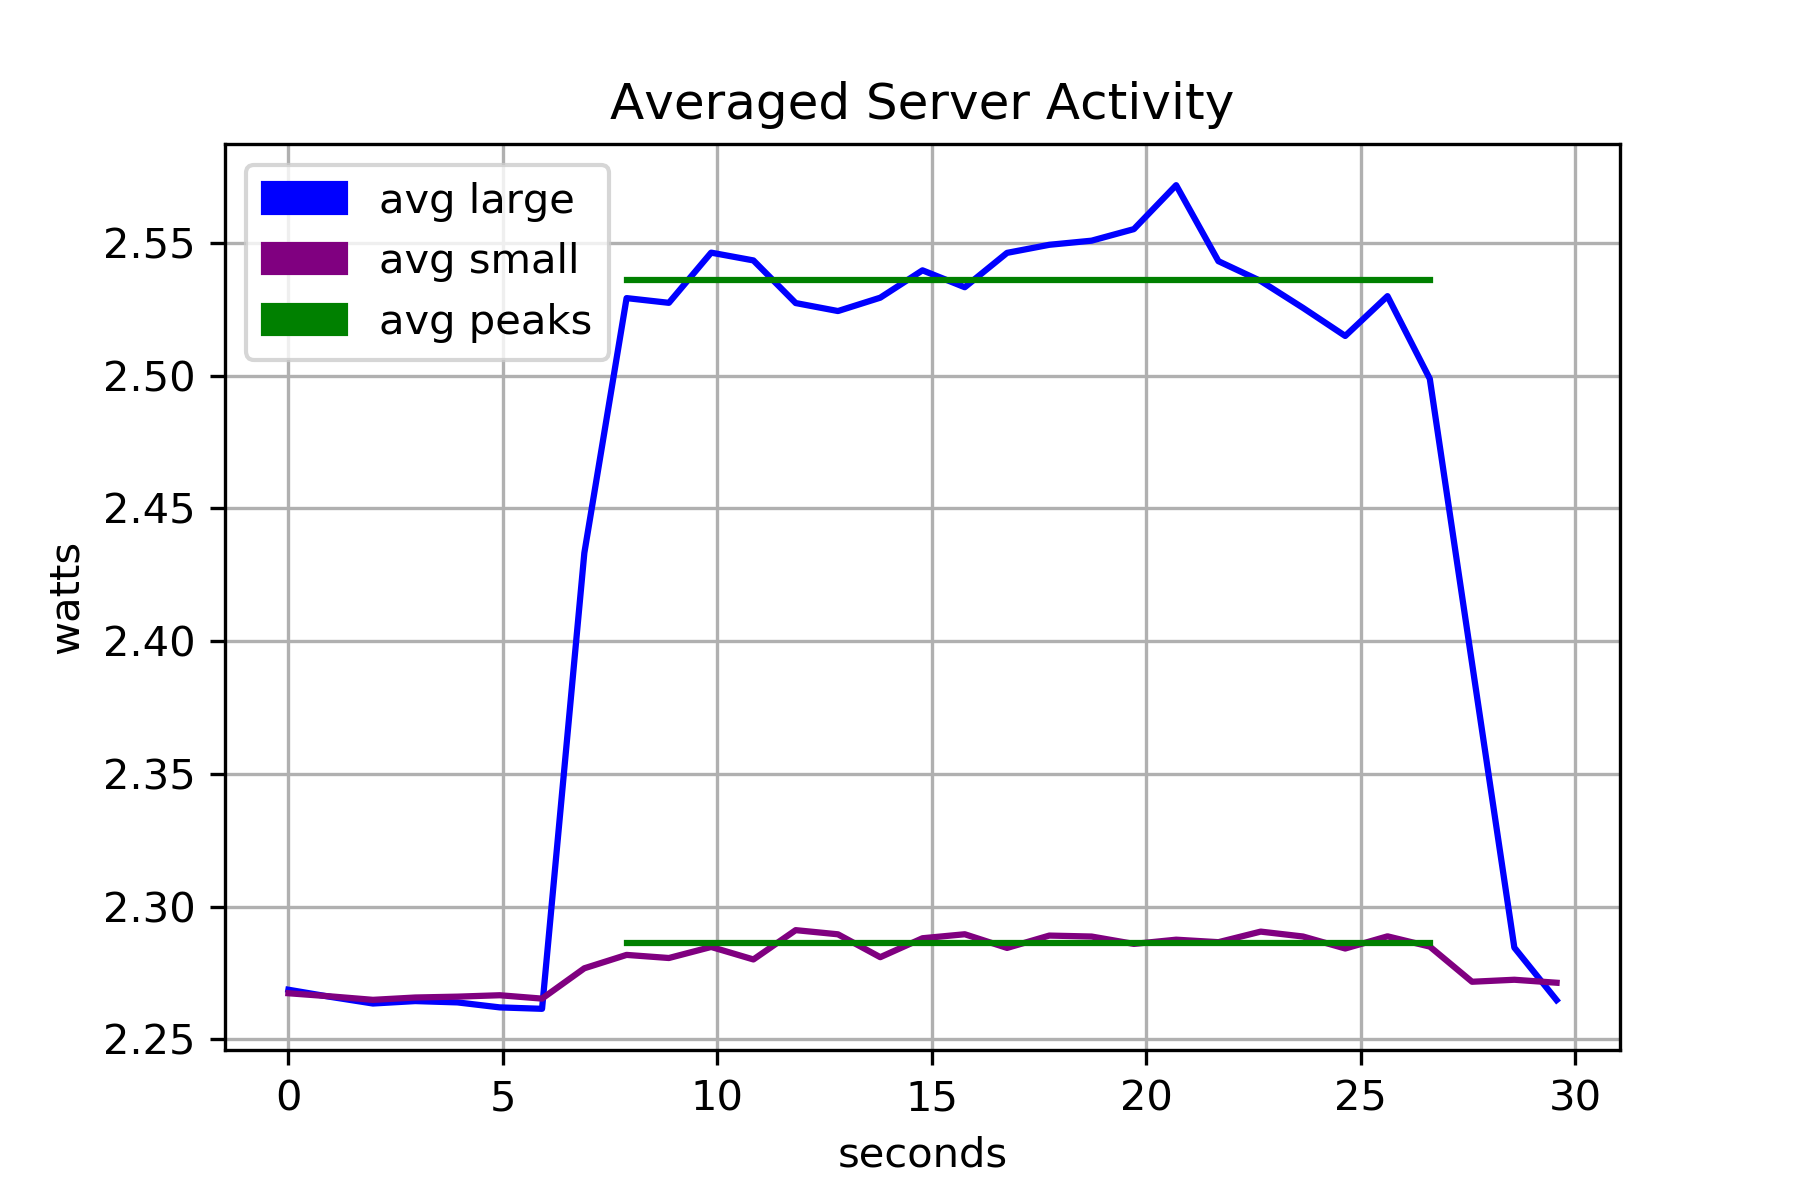 Averaged Server Activity
avg large
avg small
avg peaks
2.55
2.50
2.45
2.40
2.35
2.30
2.25
watts
0 5 10 15 20 25 30
seconds